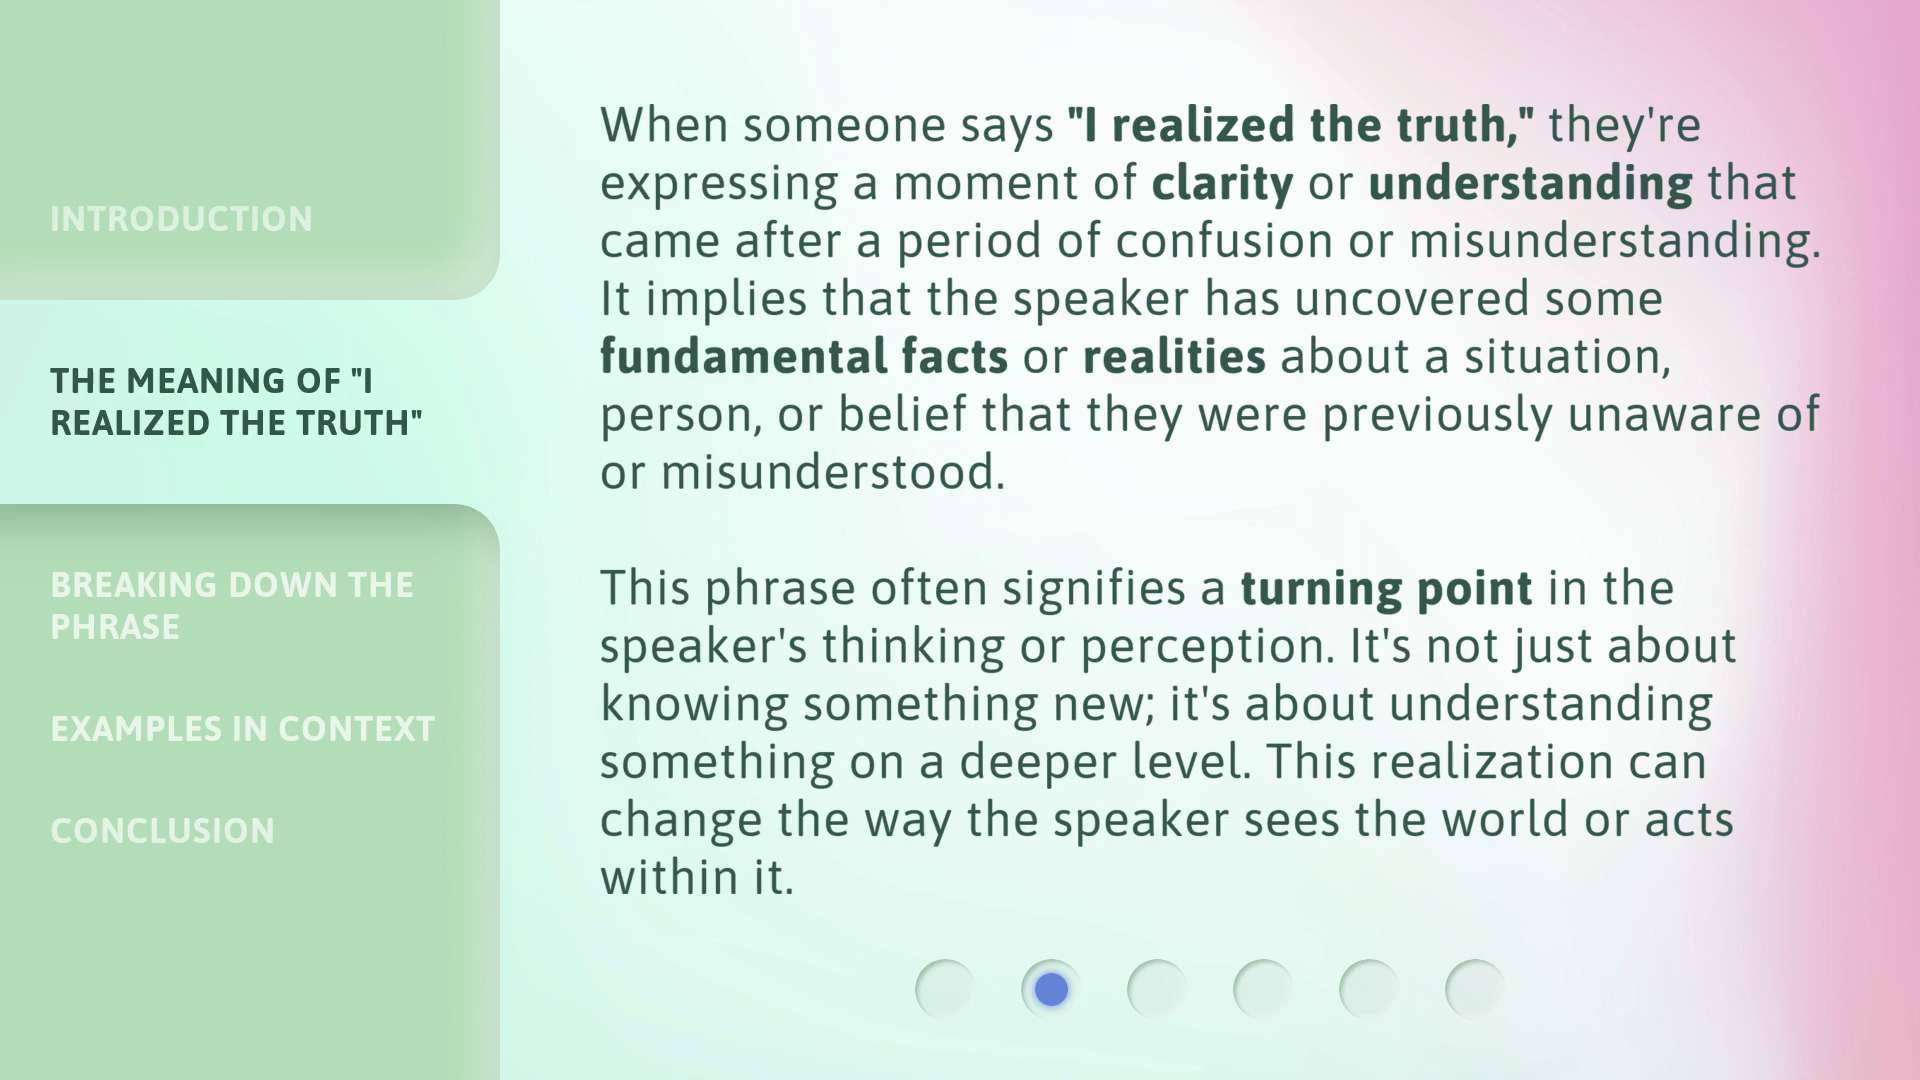 INTRODUCTION
THE MEANING OF "I
REALIZED THE TRUTH"
BREAKING DOWN THE
PHRASE
EXAMPLES IN CONTEXT
CONCLUSION
When someone says "I realized the truth," they're
expressing a moment of clarity or understanding that
came after a period of confusion or misunderstanding.
It implies that the speaker has uncovered some
fundamental facts or realities about a situation,
person, or belief that they were previously unaware of
or misunderstood.
This phrase often signifies a turning point in the
speaker's thinking or perception. It's not just about
knowing something new; it's about understanding
something on a deeper level. This realization can
change the way the speaker sees the world or acts
within it.